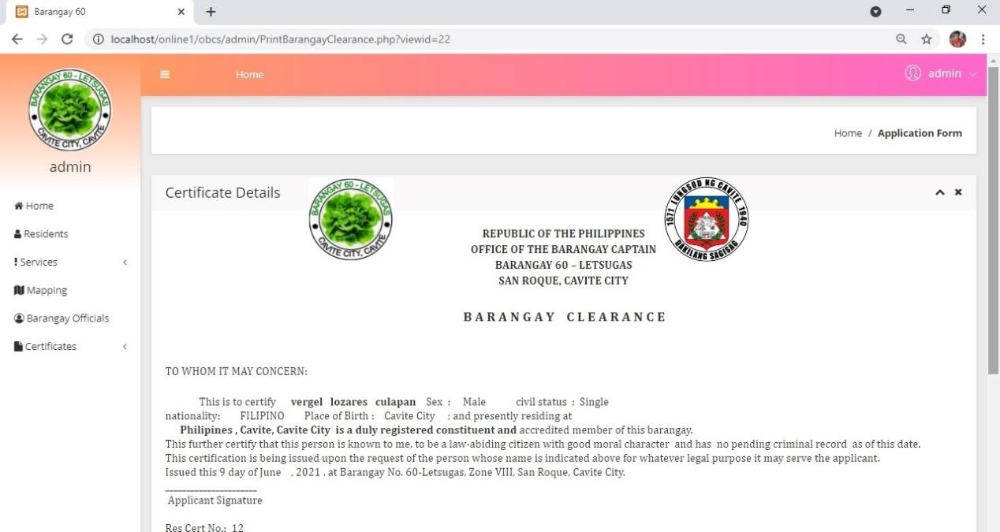 Barangay 60
localhost/online1/obcs/admin/PrintBarangayClearance.php?viewid=22
BARANGAY 60 - LETSUGAS
CAVITE CITY, CAVITE
admin
Home
Residents
Services
Mapping
Barangay Officials
Certificates
Home
admin
Home / Application Form
Certificate Details
BARANGAY 60 - LETSUGAS
CAVITE CITY, CAVITE
1571 LUNGSOD NG CAVITE 1940
DAKILANG SAGISAG
REPUBLIC OF THE PHILIPPINES
OFFICE OF THE BARANGAY CAPTAIN
BARANGAY 60 – LETSUGAS
SAN ROQUE, CAVITE CITY
BARANGAY CLEARANCE
TO WHOM IT MAY CONCERN:
This is to certify vergel lozares culapan Sex : Male civil status : Single
nationality: FILIPINO Place of Birth : Cavite City : and presently residing at
Philipines , Cavite, Cavite City is a duly registered constituent and accredited member of this barangay.
This further certify that this person is known to me, to be a law-abiding citizen with good moral character and has no pending criminal record as of this date.
This certification is being issued upon the request of the person whose name is indicated above for whatever legal purpose it may serve the applicant.
Issued this 9 day of June , 2021 , at Barangay No. 60-Letsugas, Zone VIII, San Roque, Cavite City.
Applicant Signature
Res Cert No.: 12